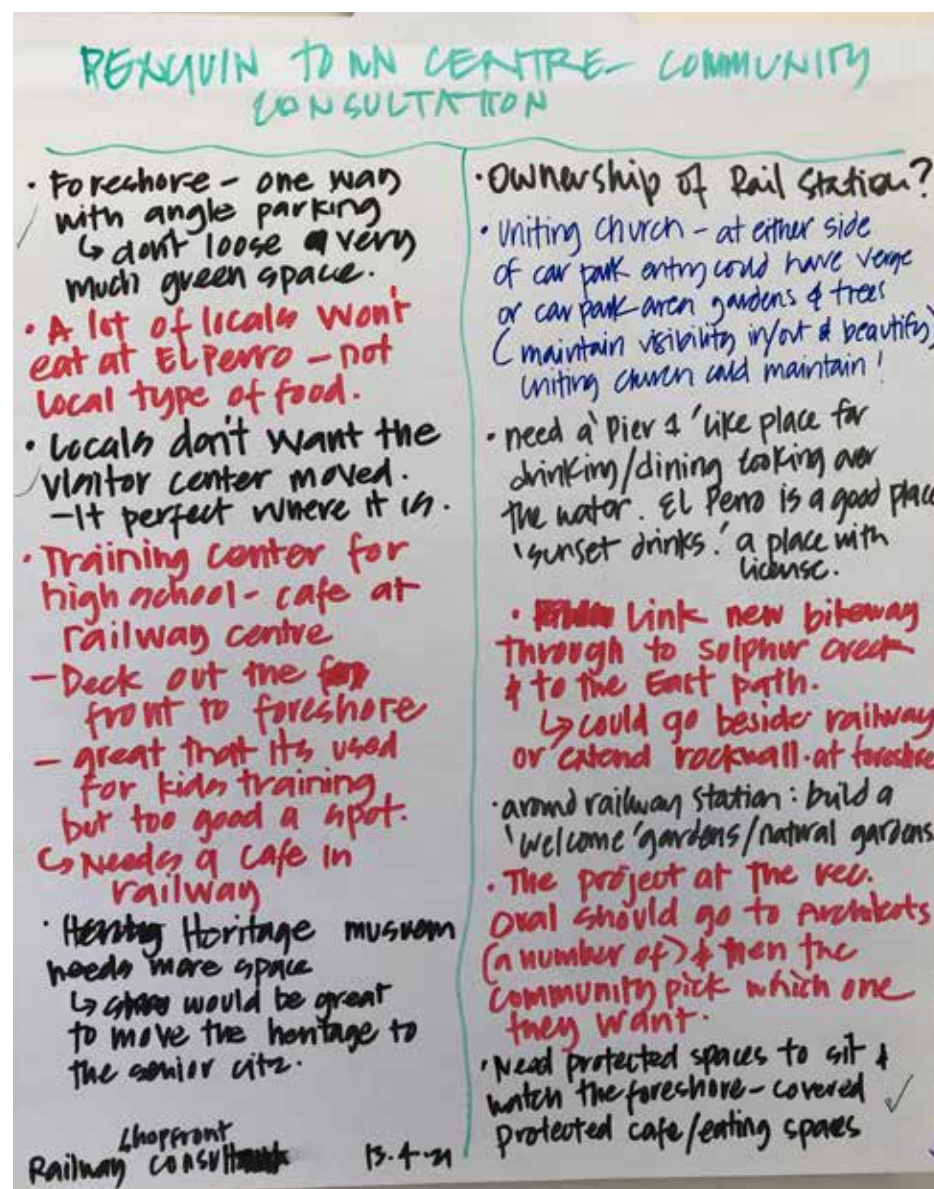 PENGUIN TOWN CENTRE - COMMUNITY
CONSULTATION
• Foreshore - one way
with angle parking
↳ dont loose a very
much green space.
• A lot of locals won't
eat at El Perro - not
local type of food.
• Locals don't want the
visitor center moved.
- It perfect where it is.
• Training center for
high school - cafe at
railway centre
- Deck out the
front to foreshore
- great that its used
for kids training
but too good a spot.
↳ Needs a cafe in
railway
• Heritage museum
needs more space
↳ would be great
to move the heritage to
the senior citz.
Shopfront
Railway consult
13-4-21
• Ownership of Rail Station?
• Uniting Church - at either side
of car park entry could have verge
or car park area gardens & trees
(maintain visibility in/out & beautify)
Uniting church could maintain!
• need a 'Pier 1' like place for
drinking/dining looking over
the water. El Perro is a good place
'sunset drinks.' a place with
license.
• Link new bikeway
through to Sulphur creek
& to the East path.
↳ could go beside railway
or extend rockwall at foreshore
• around railway station: build a
'welcome' gardens/natural gardens
• The project at the rec.
Oval should go to Architects
(a number of) & then the
community pick which one
they want.
• Need protected spaces to sit &
watch the foreshore - covered
protected cafe/eating spaces